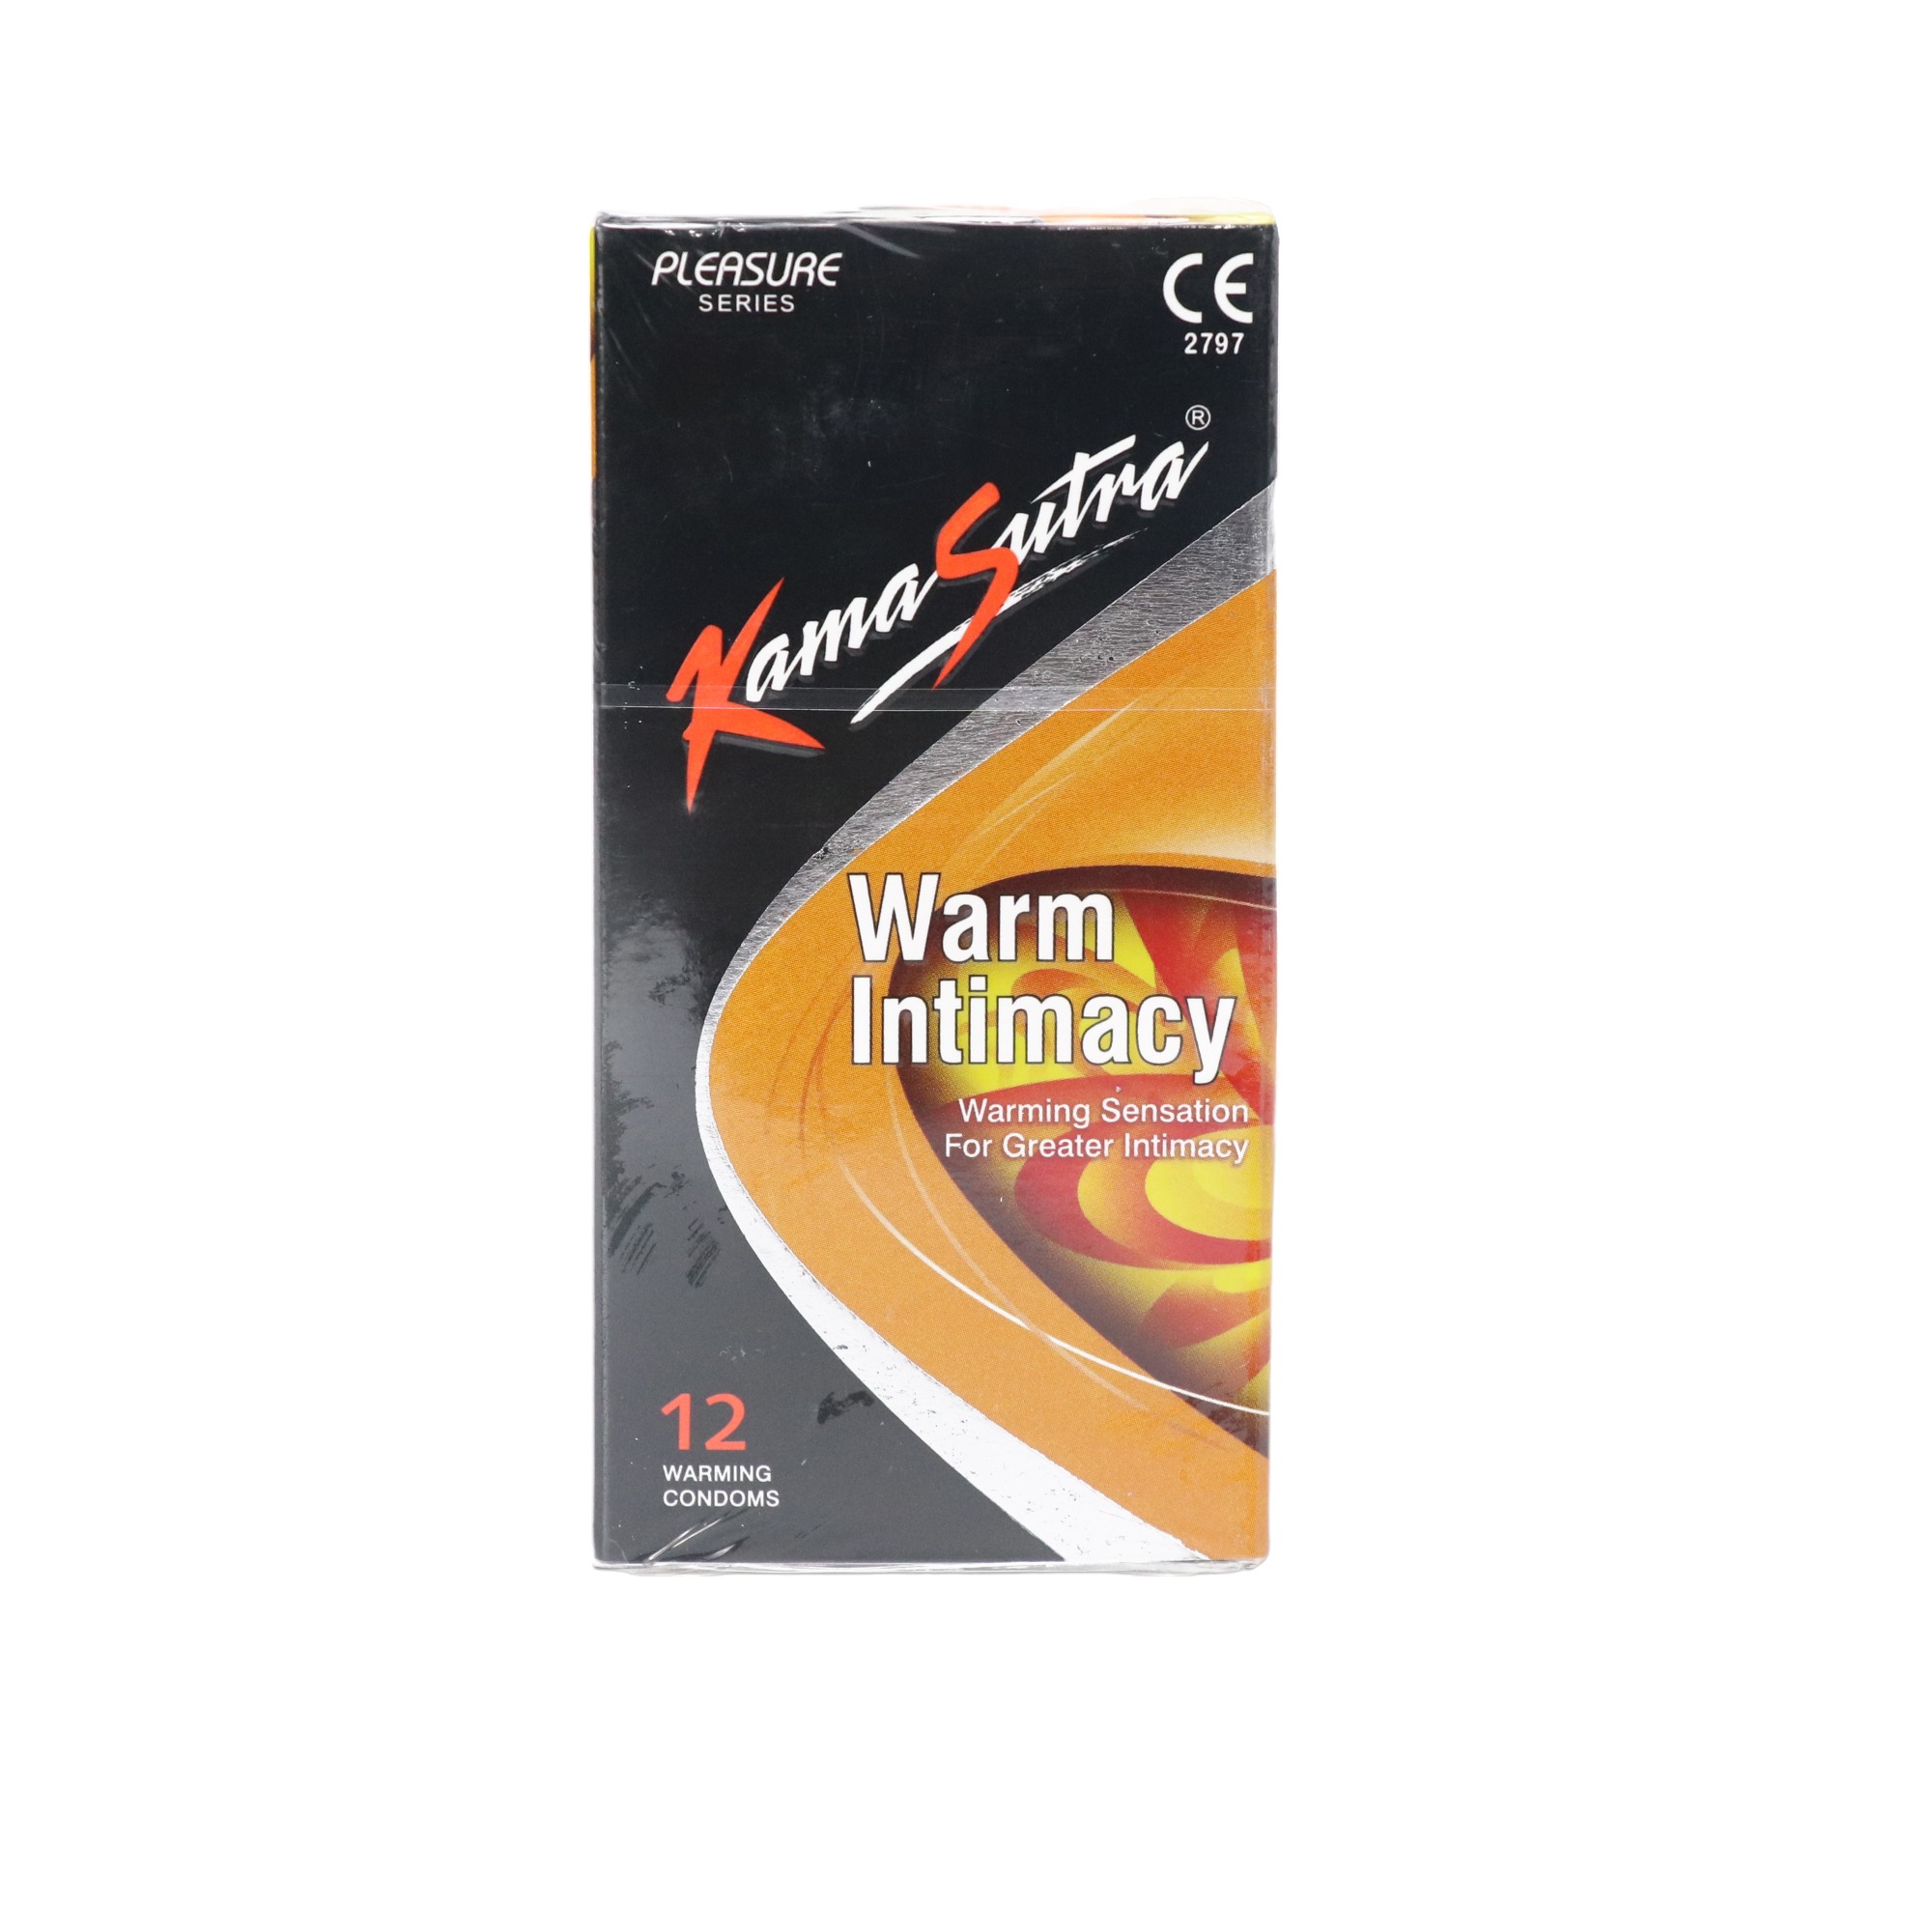 PLEASURE
SERIES
CE
2797
KamaSutra®
Warm
Intimacy
Warming Sensation
For Greater Intimacy
12
WARMING
CONDOMS